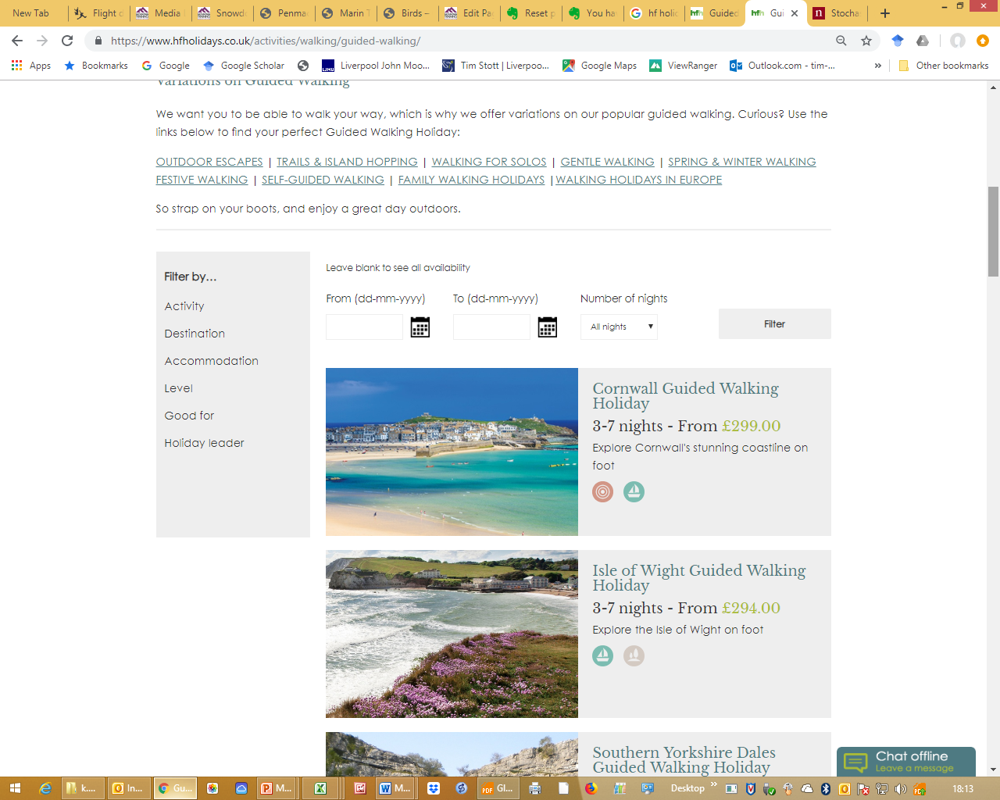 New Tab
Flight d
Media
Snowd
Penma
Marin T
Birds –
Edit Pa
Reset p
You ha
hf holid
Guided
Gui
Stocha
https://www.hfholidays.co.uk/activities/walking/guided-walking/
Apps
Bookmarks
Google
Google Scholar
Liverpool John Moo...
Tim Stott | Liverpoo...
Google Maps
ViewRanger
Outlook.com - tim-...
»
Other bookmarks
Variations on Guided Walking
We want you to be able to walk your way, which is why we offer variations on our popular guided walking. Curious? Use the
links below to find your perfect Guided Walking Holiday:
OUTDOOR ESCAPES | TRAILS & ISLAND HOPPING | WALKING FOR SOLOS | GENTLE WALKING | SPRING & WINTER WALKING
FESTIVE WALKING | SELF-GUIDED WALKING | FAMILY WALKING HOLIDAYS |WALKING HOLIDAYS IN EUROPE
So strap on your boots, and enjoy a great day outdoors.
Filter by...
Activity
Destination
Accommodation
Level
Good for
Holiday leader
Leave blank to see all availability
From (dd-mm-yyyy)
To (dd-mm-yyyy)
Number of nights
All nights
Filter
Cornwall Guided Walking
Holiday
3-7 nights - From £299.00
Explore Cornwall's stunning coastline on
foot
Isle of Wight Guided Walking
Holiday
3-7 nights - From £294.00
Explore the Isle of Wight on foot
Southern Yorkshire Dales
Guided Walking Holiday
Chat offline
Leave a message
k....
In...
Gu...
M...
M...
Gl...
Desktop
»
18:13